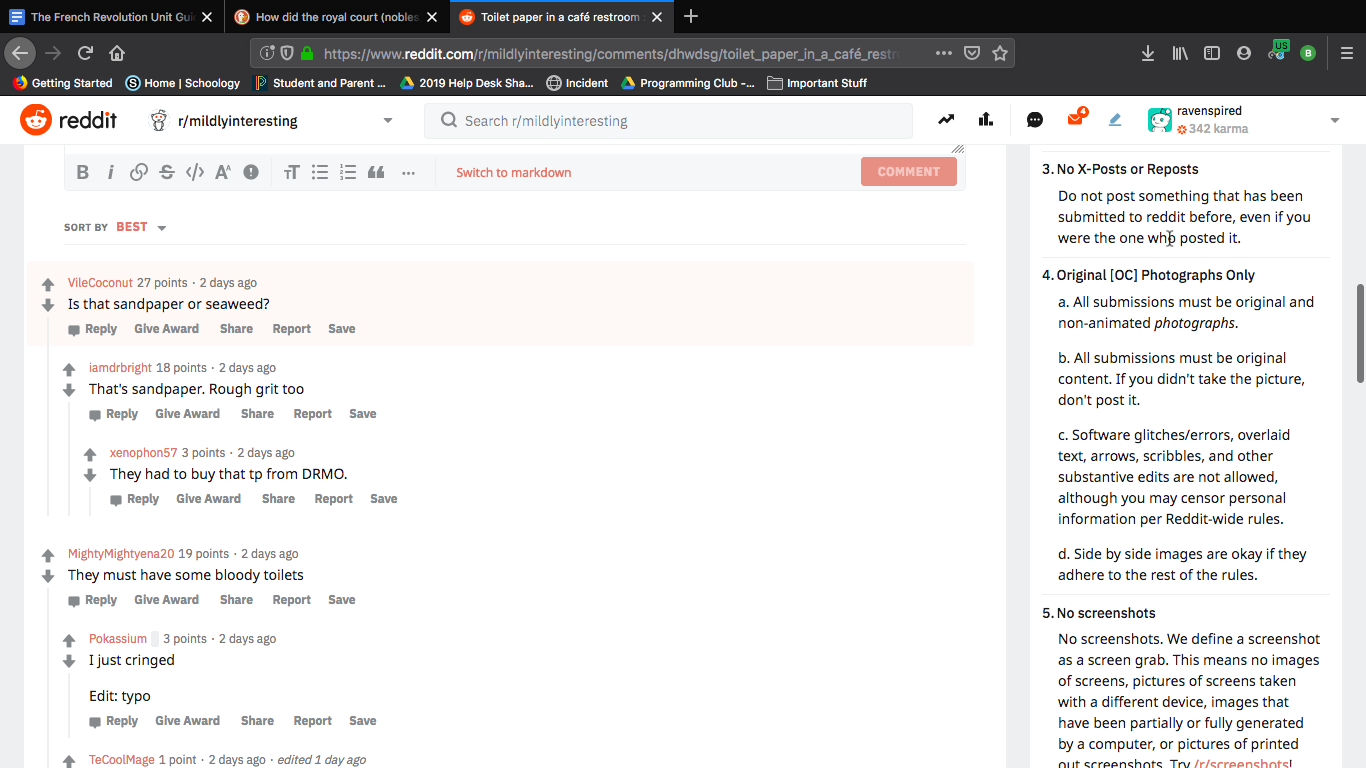 The French Revolution Unit Gui
How did the royal court (nobles
Toilet paper in a café restroom
https://www.reddit.com/r/mildlyinteresting/comments/dhwdsg/toilet_paper_in_a_café_restr
US
B
Getting Started
Home | Schoology
Student and Parent ...
2019 Help Desk Sha...
Incident
Programming Club -...
Important Stuff
reddit
r/mildlyinteresting
Search r/mildlyinteresting
4
ravenspired
342 karma
B i
Switch to markdown
COMMENT
SORT BY BEST
VileCoconut 27 points · 2 days ago
Is that sandpaper or seaweed?
Reply Give Award Share Report Save
iamdrbright 18 points · 2 days ago
That's sandpaper. Rough grit too
Reply Give Award Share Report Save
xenophon57 3 points · 2 days ago
They had to buy that tp from DRMO.
Reply Give Award Share Report Save
MightyMightyena20 19 points · 2 days ago
They must have some bloody toilets
Reply Give Award Share Report Save
Pokassium 3 points · 2 days ago
I just cringed
Edit: typo
Reply Give Award Share Report Save
TeCoolMage 1 point · 2 days ago · edited 1 day ago
3. No X-Posts or Reposts
Do not post something that has been
submitted to reddit before, even if you
were the one who posted it.
4. Original [OC] Photographs Only
a. All submissions must be original and
non-animated photographs.
b. All submissions must be original
content. If you didn't take the picture,
don't post it.
c. Software glitches/errors, overlaid
text, arrows, scribbles, and other
substantive edits are not allowed,
although you may censor personal
information per Reddit-wide rules.
d. Side by side images are okay if they
adhere to the rest of the rules.
5. No screenshots
No screenshots. We define a screenshot
as a screen grab. This means no images
of screens, pictures of screens taken
with a different device, images that
have been partially or fully generated
by a computer, or pictures of printed
out screenshots. Try /r/screenshots!